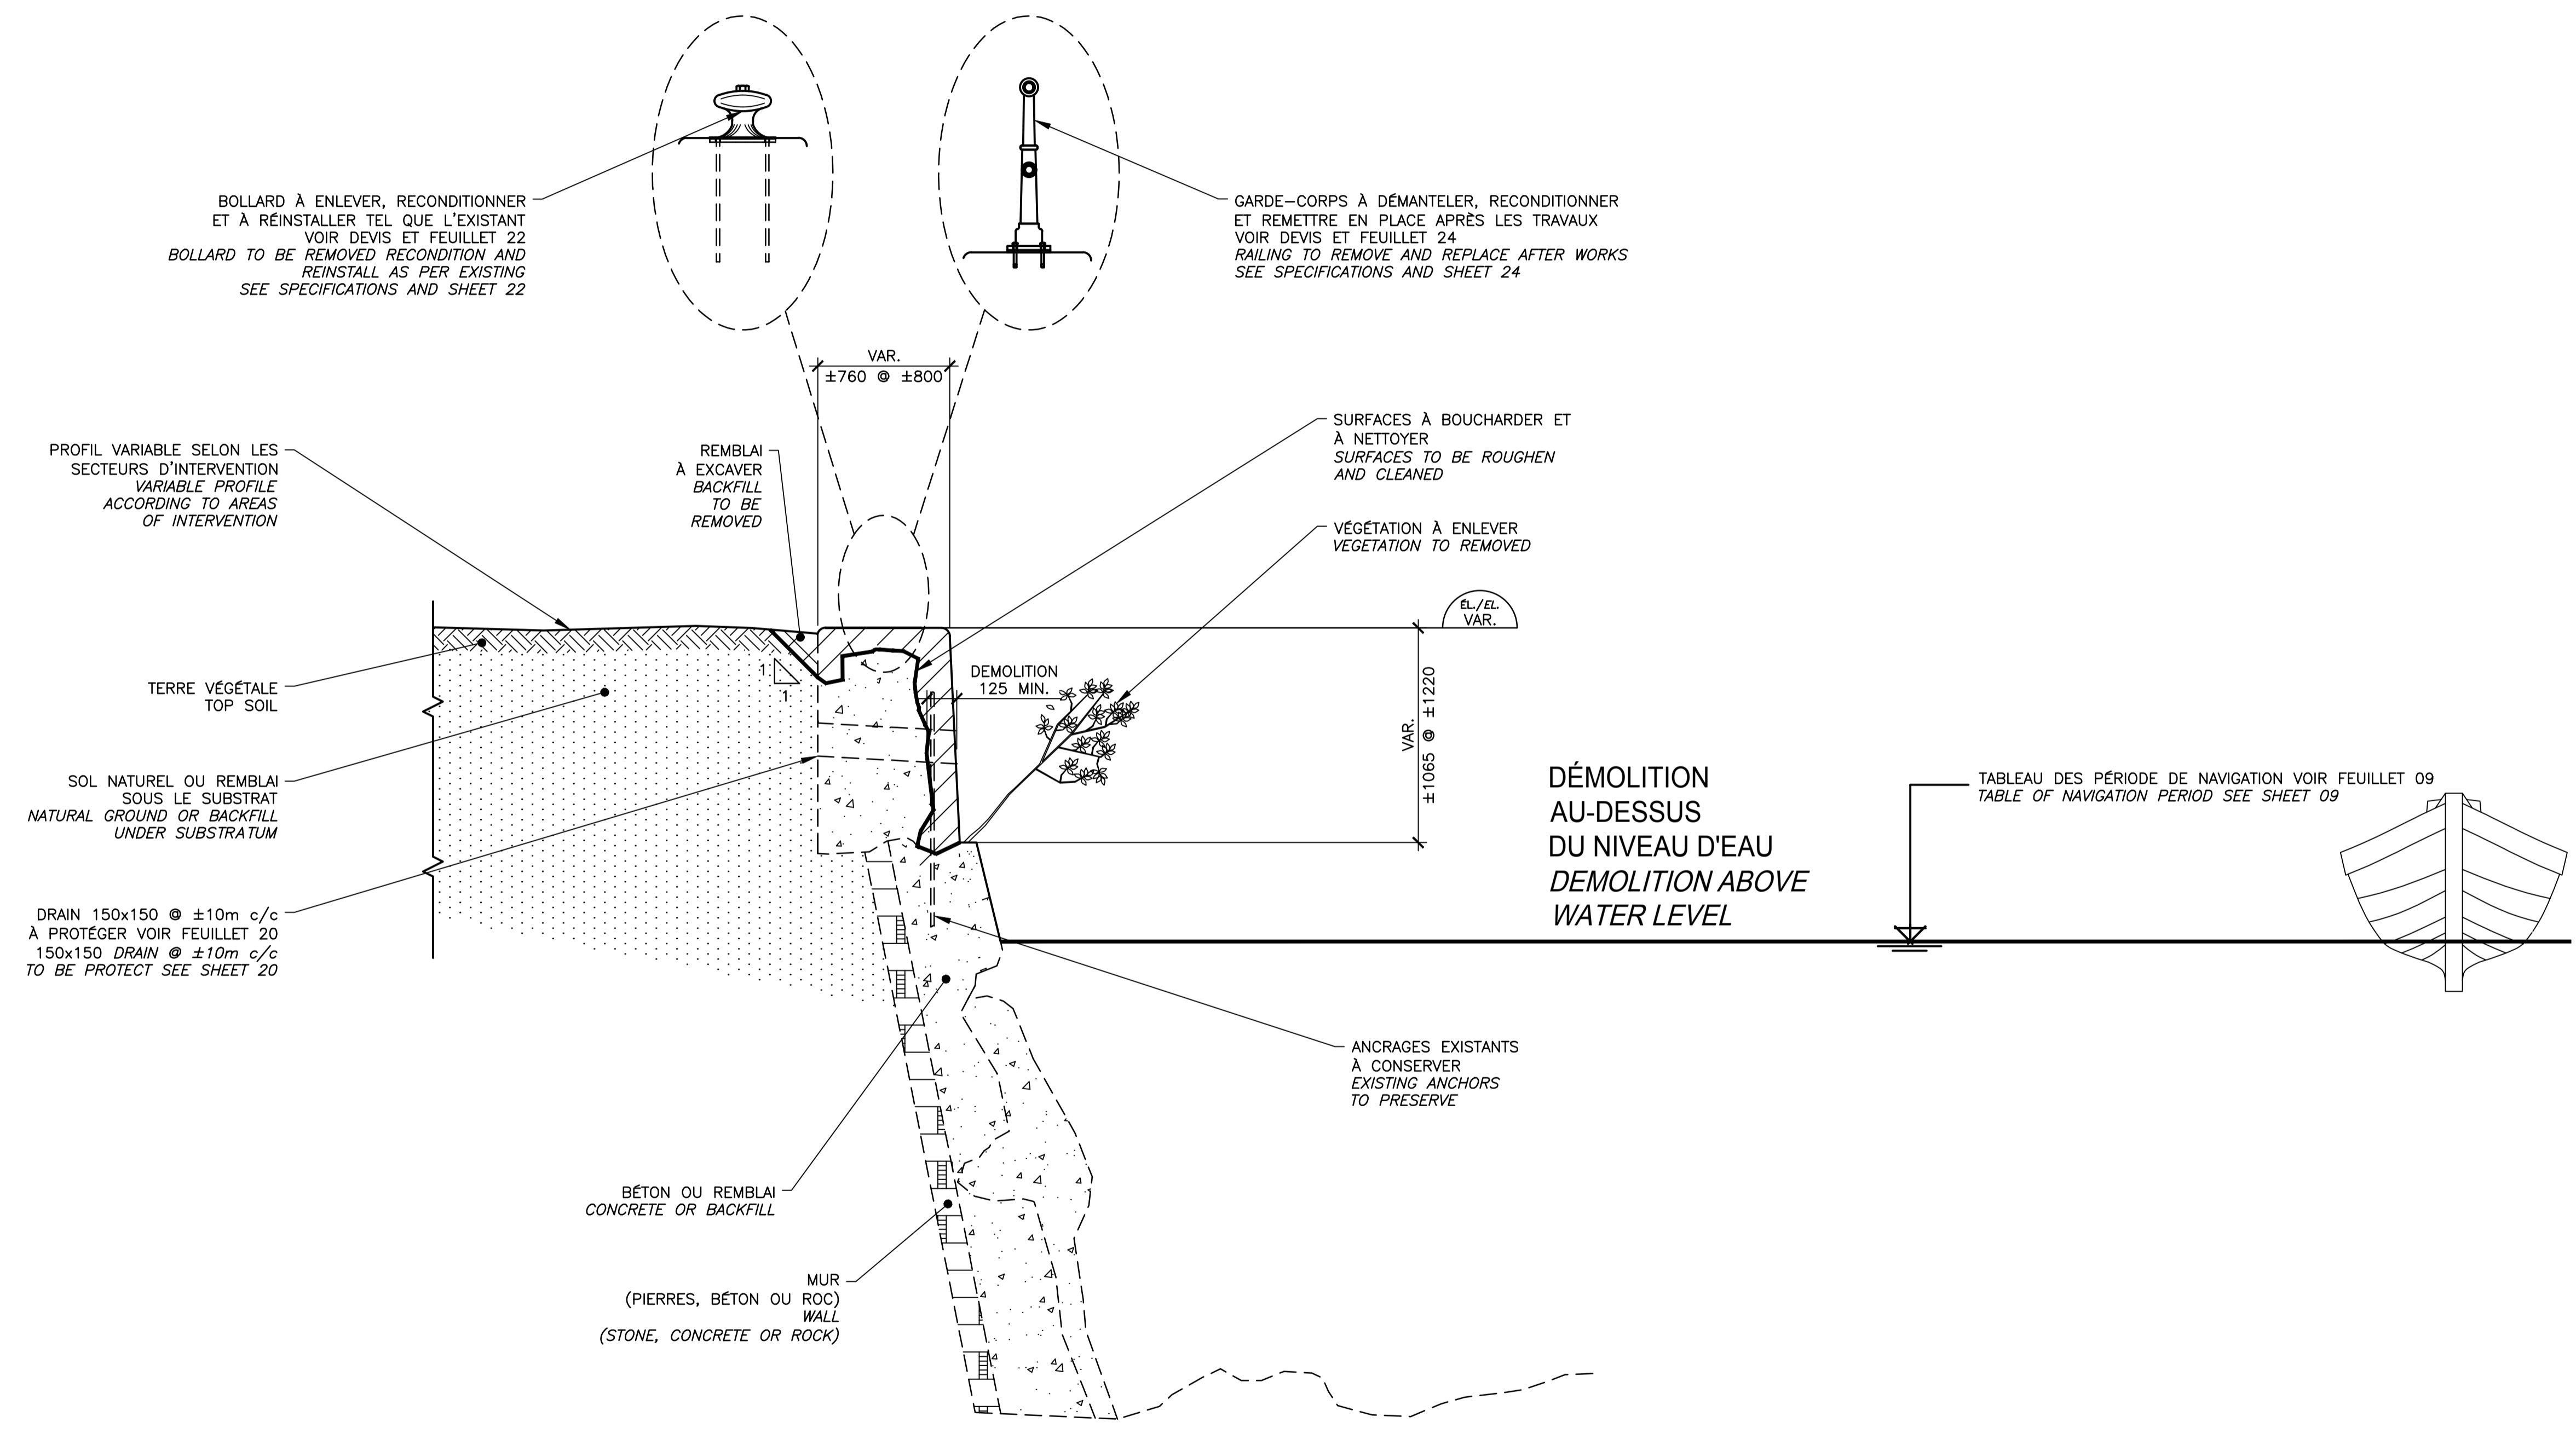 BOLLARD À ENLEVER, RECONDITIONNER
ET À RÉINSTALLER TEL QUE L'EXISTANT
VOIR DEVIS ET FEUILLET 22
BOLLARD TO BE REMOVED RECONDITION AND
REINSTALL AS PER EXISTING
SEE SPECIFICATIONS AND SHEET 22
GARDE-CORPS À DÉMANTELER, RECONDITIONNER
ET REMETTRE EN PLACE APRÈS LES TRAVAUX
VOIR DEVIS ET FEUILLET 24
RAILING TO REMOVE AND REPLACE AFTER WORKS
SEE SPECIFICATIONS AND SHEET 24
VAR.
±760 @ ±800
PROFIL VARIABLE SELON LES
SECTEURS D'INTERVENTION
VARIABLE PROFILE
ACCORDING TO AREAS
OF INTERVENTION
REMBLAI
À EXCAVER
BACKFILL
TO BE
REMOVED
SURFACES À BOUCHARDER ET
À NETTOYER
SURFACES TO BE ROUGHEN
AND CLEANED
VÉGÉTATION À ENLEVER
VEGETATION TO REMOVED
ÉL./EL.
VAR.
1
1
DEMOLITION
125 MIN.
VAR.
±1065 @ ±1220
TERRE VÉGÉTALE
TOP SOIL
SOL NATUREL OU REMBLAI
SOUS LE SUBSTRAT
NATURAL GROUND OR BACKFILL
UNDER SUBSTRATUM
DRAIN 150x150 @ ±10m c/c
À PROTÉGER VOIR FEUILLET 20
150x150 DRAIN @ ±10m c/c
TO BE PROTECT SEE SHEET 20
DÉMOLITION
AU-DESSUS
DU NIVEAU D'EAU
DEMOLITION ABOVE
WATER LEVEL
TABLEAU DES PÉRIODE DE NAVIGATION VOIR FEUILLET 09
TABLE OF NAVIGATION PERIOD SEE SHEET 09
ANCRAGES EXISTANTS
À CONSERVER
EXISTING ANCHORS
TO PRESERVE
BÉTON OU REMBLAI
CONCRETE OR BACKFILL
MUR
(PIERRES, BÉTON OU ROC)
WALL
(STONE, CONCRETE OR ROCK)